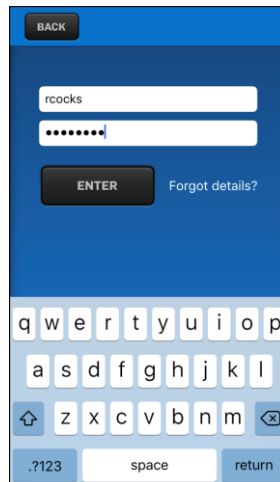 BACK
rcocks
••••••••
ENTER Forgot details?
q w e r t y u i o p
a s d f g h j k l
z x c v b n m
.?123 space return